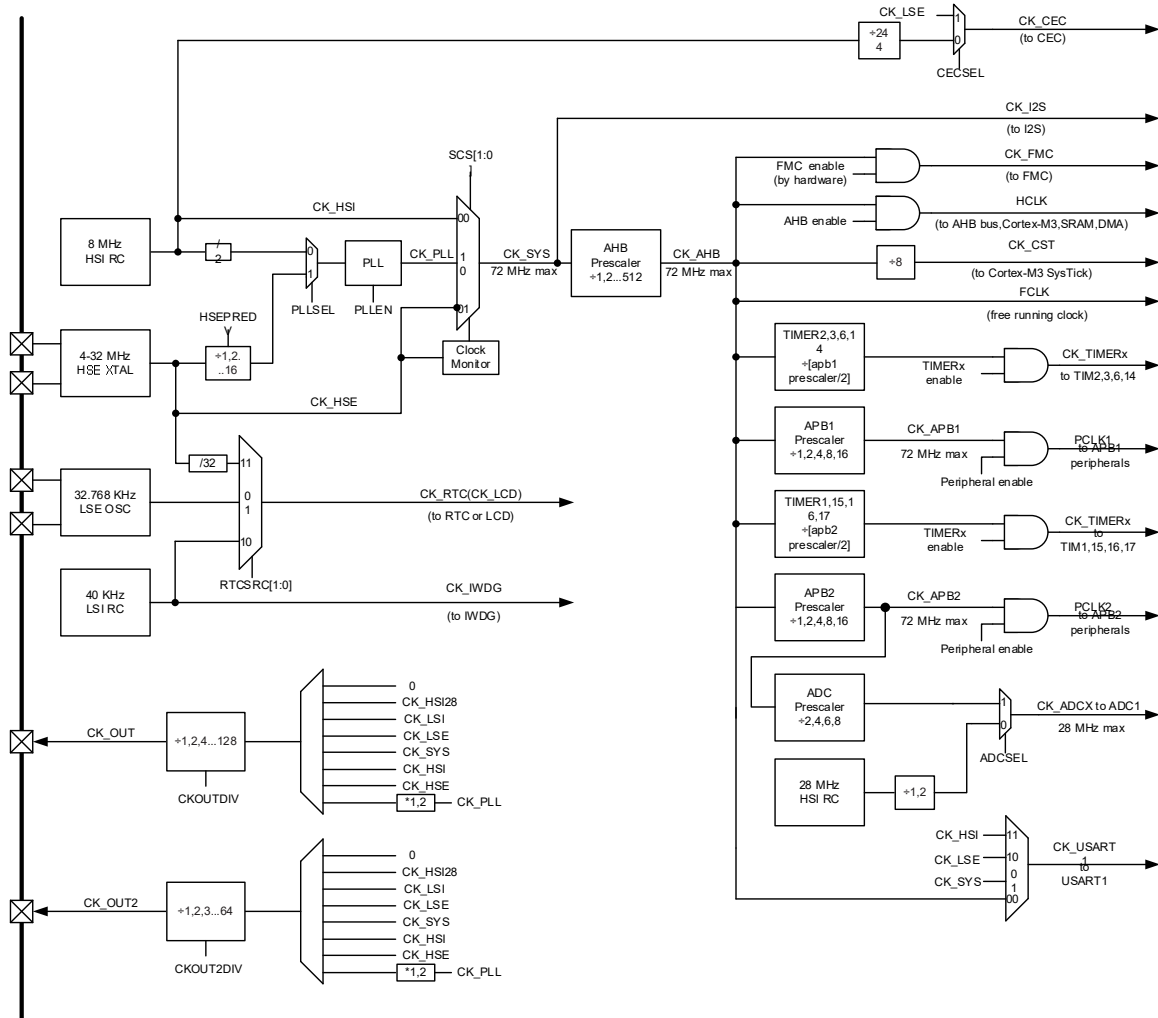 CK_LSE
1
CK_CEC
÷24
4
0
(to CEC)
CECSEL
CK_I2S
(to I2S)
SCS[1:0
]
FMC enable
(by hardware)
CK_FMC
(to FMC)
CK_HSI
00
AHB enable
HCLK
(to AHB bus,Cortex-M3,SRAM,DMA)
8 MHz
HSI RC
/
2
0
1
PLLSEL
PLL
PLLEN
CK_PLL
1
0
CK_SYS
72 MHz max
AHB
Prescaler
÷1,2...512
CK_AHB
72 MHz max
÷8
CK_CST
(to Cortex-M3 SysTick)
FCLK
(free running clock)
01
HSEPRED
V
4-32 MHz
HSE XTAL
÷1,2.
..16
Clock
Monitor
TIMER2,3,6,1
4
÷[apb1
prescaler/2]
TIMERx
enable
CK_TIMERx
to TIM2,3,6,14
CK_HSE
APB1
Prescaler
÷1,2,4,8,16
CK_APB1
72 MHz max
Peripheral enable
PCLK1
to APB1
peripherals
/32
11
32.768 KHz
LSE OSC
0
1
CK_RTC(CK_LCD)
(to RTC or LCD)
10
RTCSRC[1:0]
TIMER1,15,1
6,17
÷[apb2
prescaler/2]
TIMERx
enable
CK_TIMERx
to
TIM1,15,16,17
40 KHz
LSI RC
CK_IWDG
(to IWDG)
APB2
Prescaler
÷1,2,4,8,16
CK_APB2
72 MHz max
Peripheral enable
PCLK2
to APB2
peripherals
ADC
Prescaler
÷2,4,6,8
1
0
ADCSEL
CK_ADCX to ADC1
28 MHz max
28 MHz
HSI RC
÷1,2
CK_OUT
÷1,2,4...128
CKOUTDIV
0
CK_HSI28
CK_LSI
CK_LSE
CK_SYS
CK_HSI
CK_HSE
*1,2
CK_PLL
CK_HSI
11
CK_LSE
10
CK_SYS
0
1
00
CK_USART
1
to
USART1
CK_OUT2
÷1,2,3...64
CKOUT2DIV
0
CK_HSI28
CK_LSI
CK_LSE
CK_SYS
CK_HSI
CK_HSE
*1,2
CK_PLL